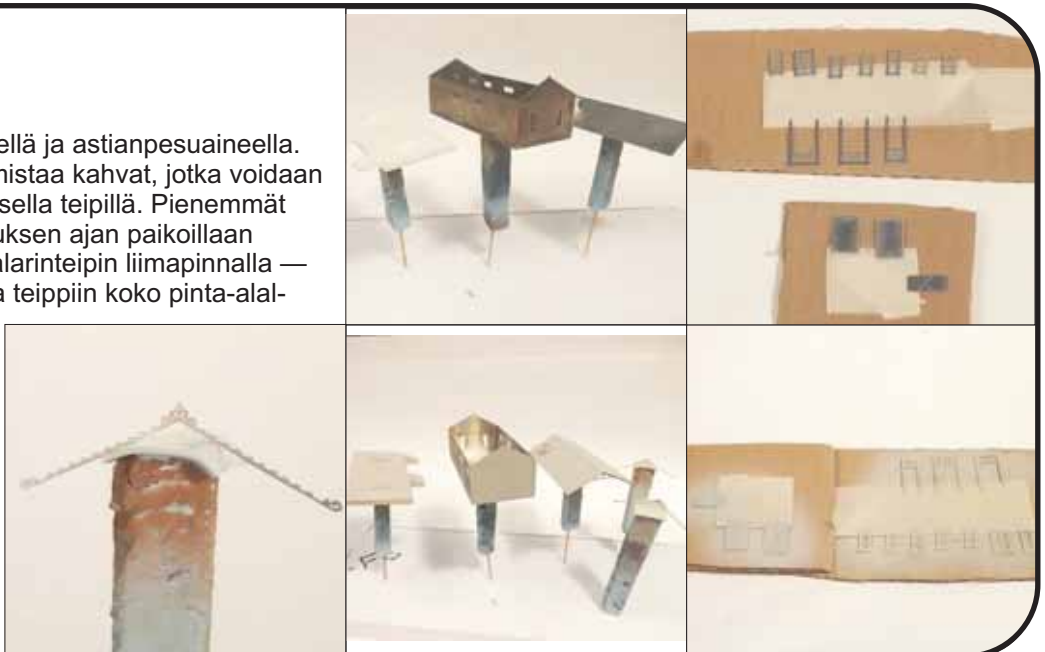 ellä ja astianpesuaineella.
nistaa kahvat, jotka voidaan
sella teipillä. Pienemmät
uksen ajan paikoillaan
alarinteipin liimapinnalla —
a teippiin koko pinta-alal-